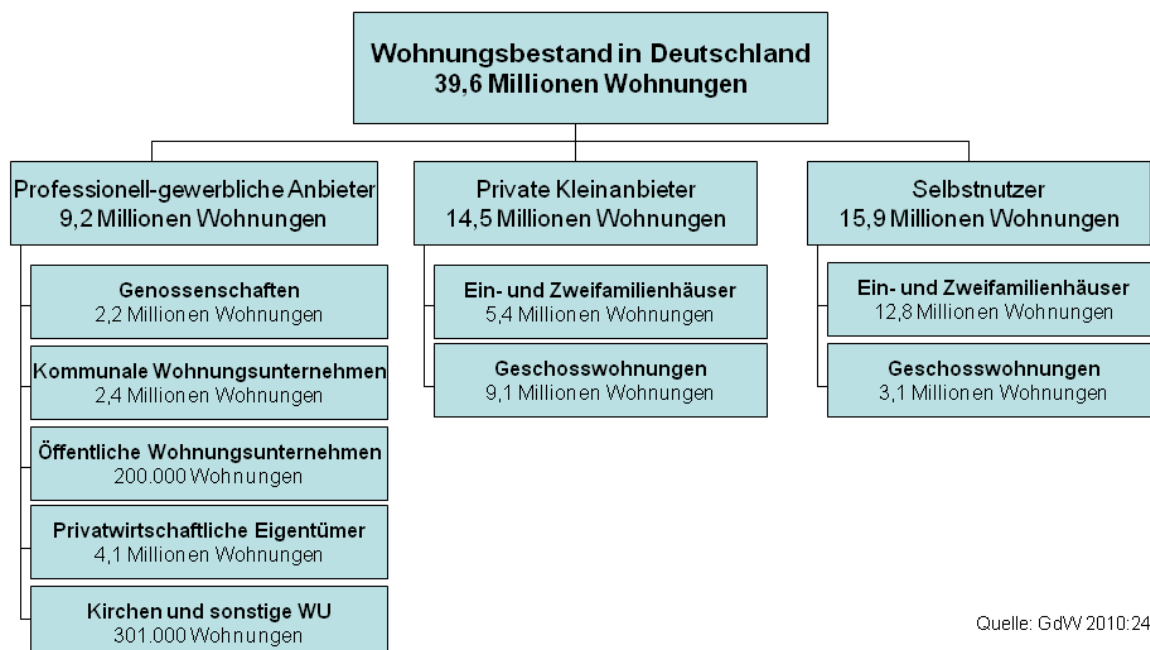 Wohnungsbestand in Deutschland
39,6 Millionen Wohnungen
Professionell-gewerbliche Anbieter
9,2 Millionen Wohnungen
Genossenschaften
2,2 Millionen Wohnungen
Kommunale Wohnungsunternehmen
2,4 Millionen Wohnungen
Öffentliche Wohnungsunternehmen
200.000 Wohnungen
Privatwirtschaftliche Eigentümer
4,1 Millionen Wohnungen
Kirchen und sonstige WU
301.000 Wohnungen
Private Kleinanbieter
14,5 Millionen Wohnungen
Ein- und Zweifamilienhäuser
5,4 Millionen Wohnungen
Geschosswohnungen
9,1 Millionen Wohnungen
Selbstnutzer
15,9 Millionen Wohnungen
Ein- und Zweifamilienhäuser
12,8 Millionen Wohnungen
Geschosswohnungen
3,1 Millionen Wohnungen
Quelle: GdW 2010:24